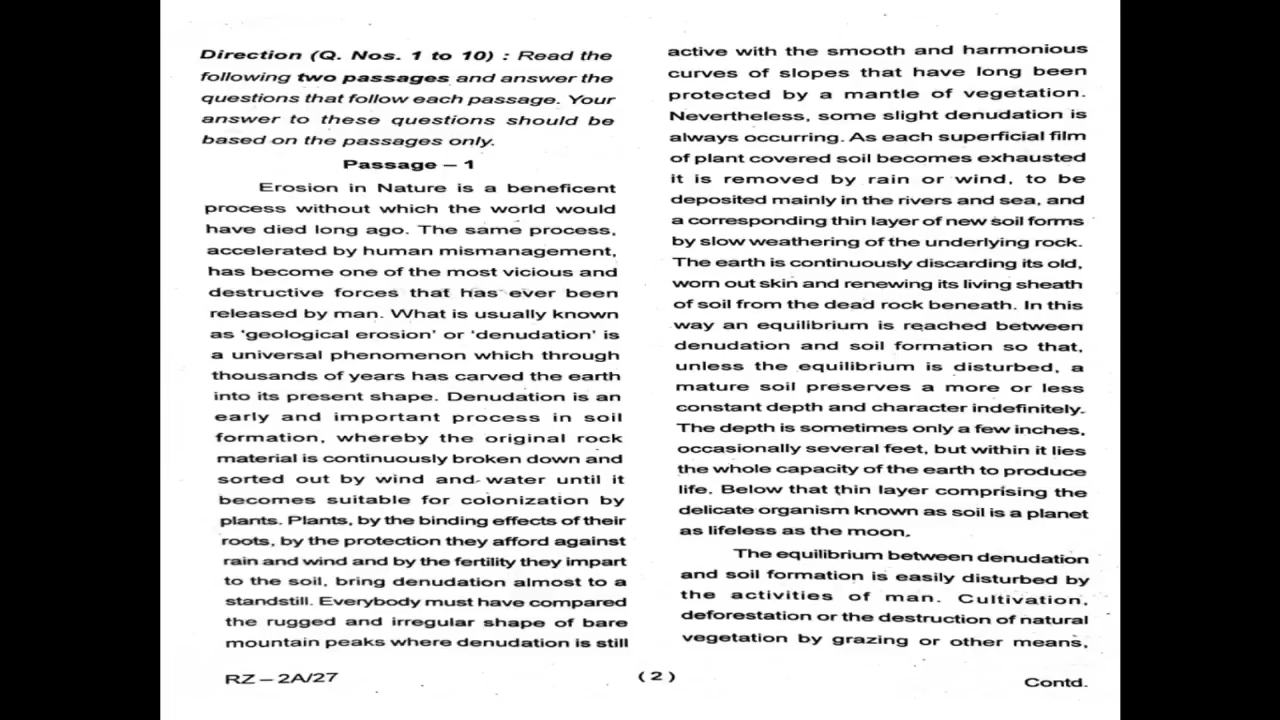 Direction (Q. Nos. 1 to 10) : Read the
following two passages and answer the
questions that follow each passage. Your
answer to these questions should be
based on the passages only.
Passage – 1
Erosion in Nature is a beneficent
process without which the world would
have died long ago. The same process,
accelerated by human mismanagement,
has become one of the most vicious and
destructive forces that has ever been
released by man. What is usually known
as ‘geological erosion’ or ‘denudation’ is
a universal phenomenon which through
thousands of years has carved the earth
into its present shape. Denudation is an
early and important process in soil
formation, whereby the original rock
material is continuously broken down and
sorted out by wind and water until it
becomes suitable for colonization by
plants. Plants, by the binding effects of their
roots, by the protection they afford against
rain and wind and by the fertility they impart
to the soil, bring denudation almost to a
standstill. Everybody must have compared
the rugged and irregular shape of bare
mountain peaks where denudation is still
active with the smooth and harmonious
curves of slopes that have long been
protected by a mantle of vegetation.
Nevertheless, some slight denudation is
always occurring. As each superficial film
of plant covered soil becomes exhausted
it is removed by rain or wind, to be
deposited mainly in the rivers and sea, and
a corresponding thin layer of new soil forms
by slow weathering of the underlying rock.
The earth is continuously discarding its old,
worn out skin and renewing its living sheath
of soil from the dead rock beneath. In this
way an equilibrium is reached between
denudation and soil formation so that,
unless the equilibrium is disturbed, a
mature soil preserves a more or less
constant depth and character indefinitely.
The depth is sometimes only a few inches,
occasionally several feet, but within it lies
the whole capacity of the earth to produce
life. Below that thin layer comprising the
delicate organism known as soil is a planet
as lifeless as the moon.
The equilibrium between denudation
and soil formation is easily disturbed by
the activities of man. Cultivation,
deforestation or the destruction of natural
vegetation by grazing or other means,
RZ – 2A/27
( 2 )
Contd.